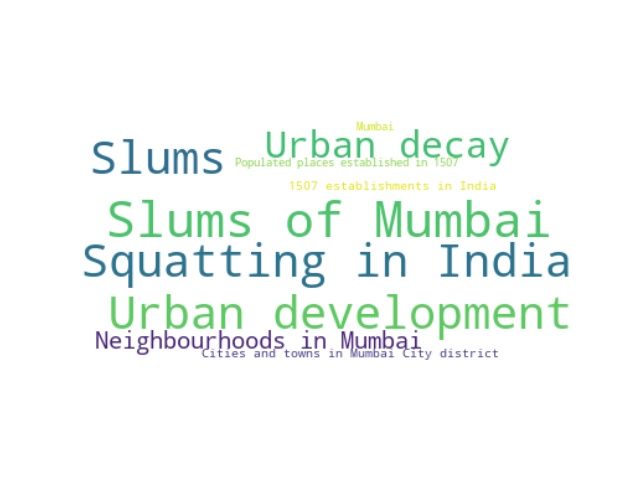 Mumbai
Urban decay
Slums
Populated places established in 1507
1507 establishments in India
Slums of Mumbai
Squatting in India
Urban development
Neighbourhoods in Mumbai
Cities and towns in Mumbai City district